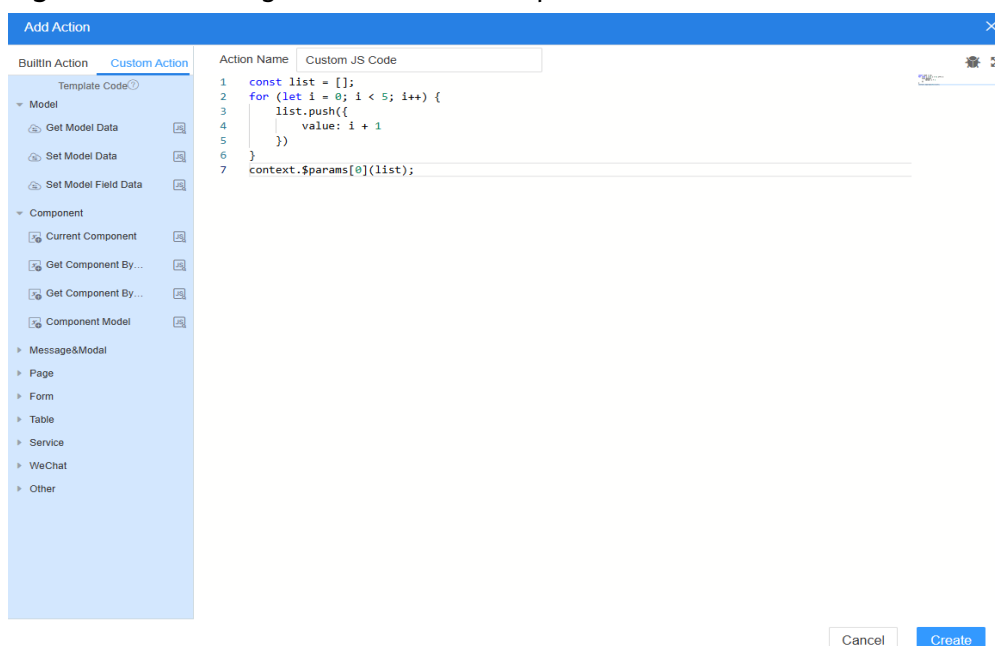 Add Action
BuiltIn Action Custom Action
Action Name Custom JS Code
Template Code
Model
Get Model Data
Set Model Data
Set Model Field Data
Component
Current Component
Get Component By...
Get Component By...
Component Model
Message&Modal
Page
Form
Table
Service
WeChat
Other
1 const list = [];
2 for (let i = 0; i < 5; i++) {
3 list.push({
4 value: i + 1
5 })
6 }
7 context.$params[0](list);
Cancel Create